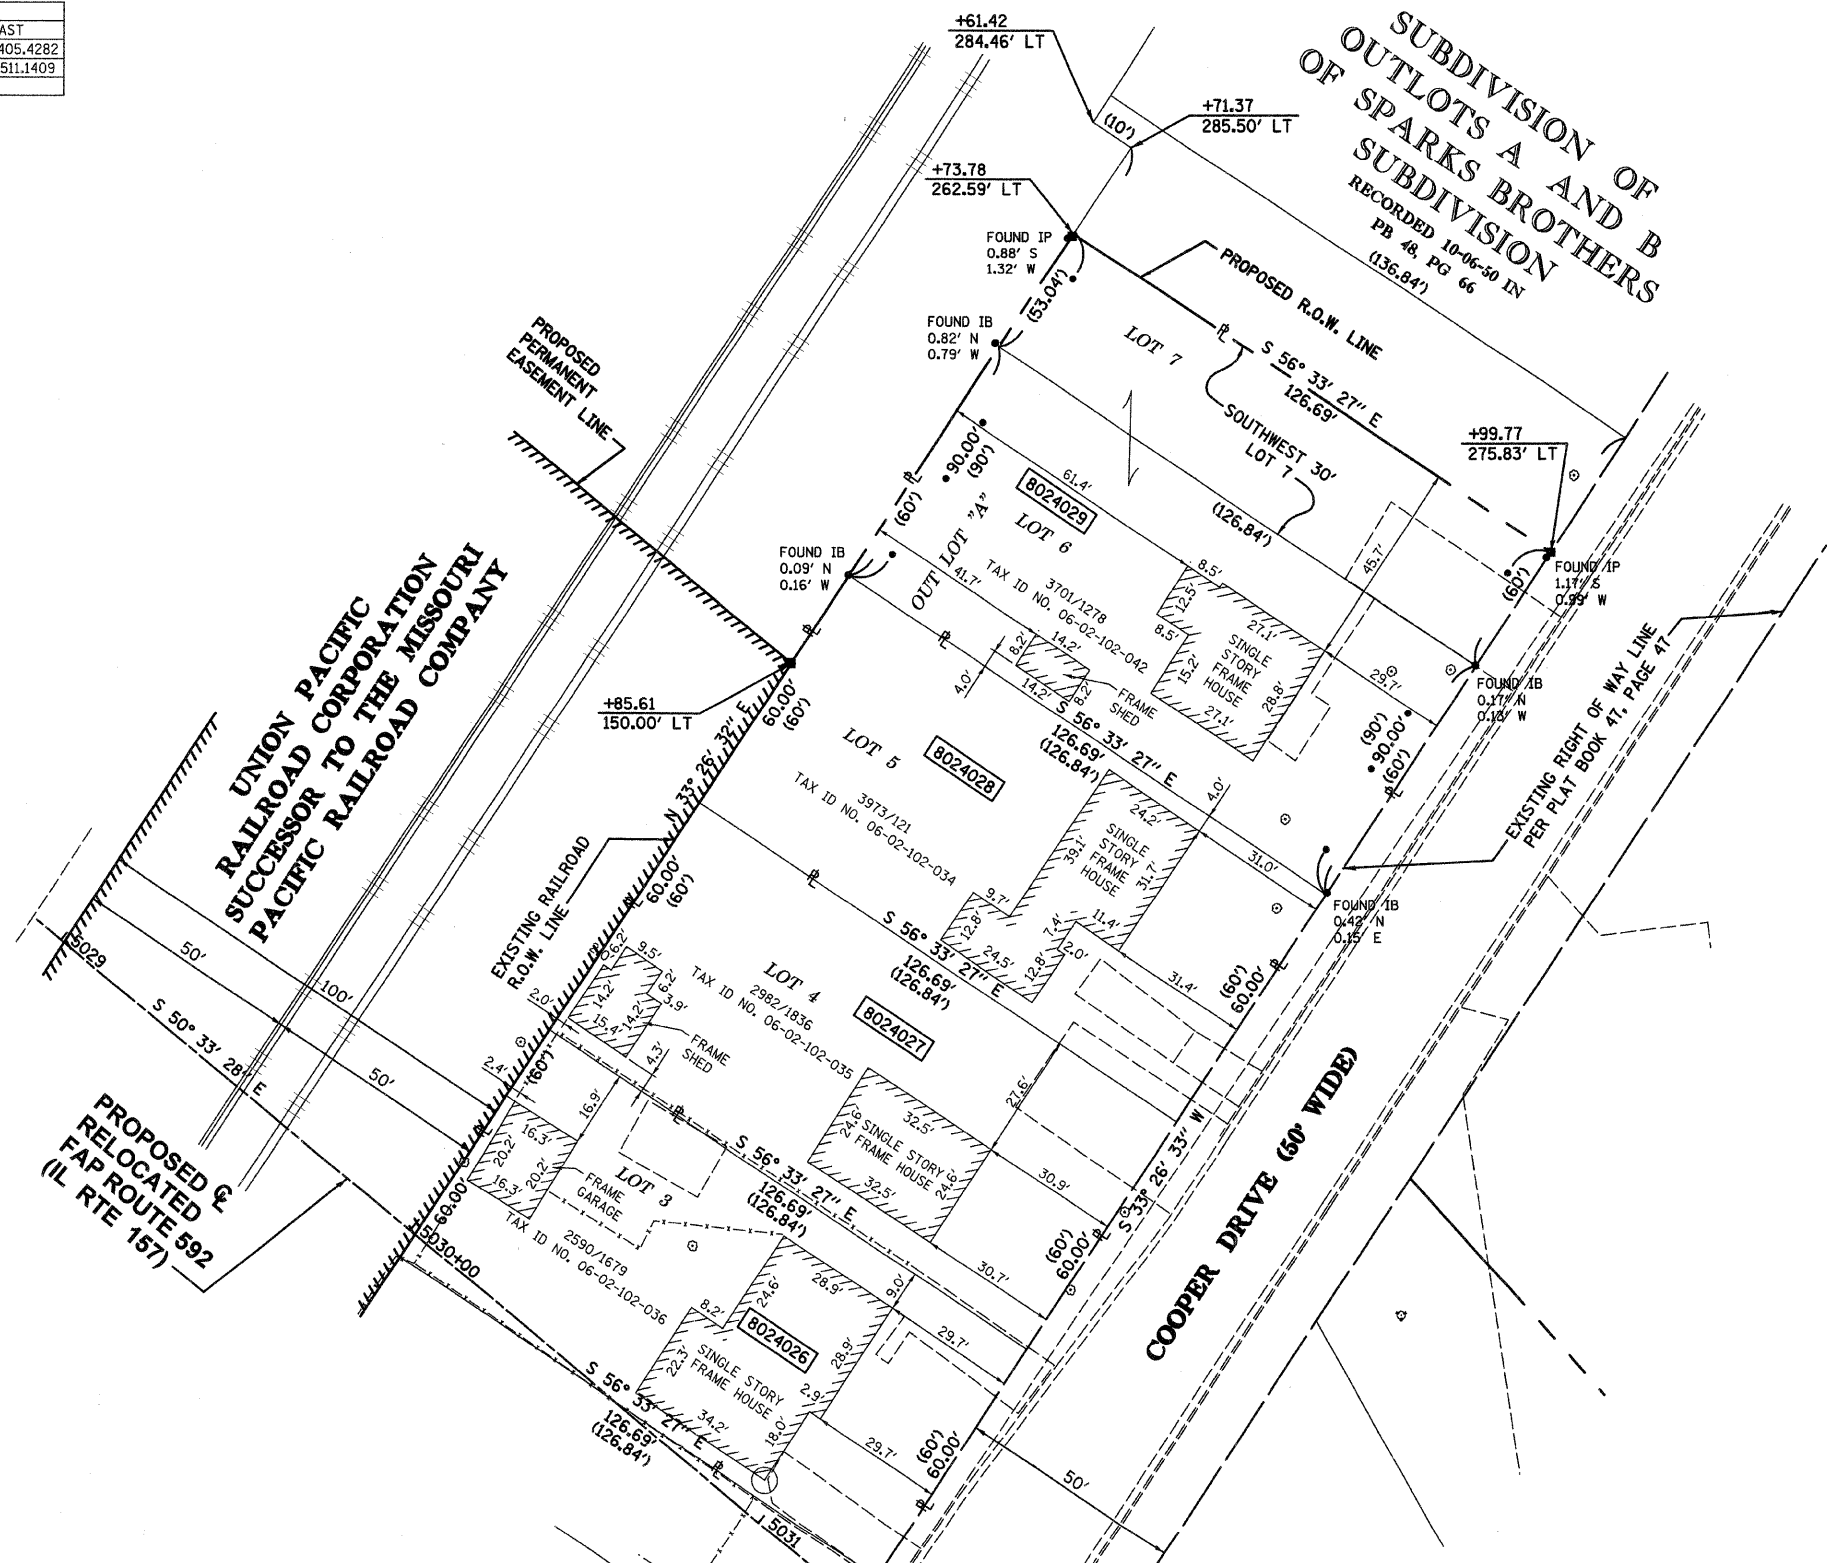 AST
405.4282
511.1409
+61.42
284.46' LT
SUBDIVISION OF
OUTLOTS A AND B
OF SPARKS BROTHERS
SUBDIVISION
RECORDED 10-06-50 IN
PB 48, PG 66
(136.84')
(10')
+71.37
285.50' LT
+73.78
262.59' LT
FOUND IP
0.88' S
1.32' W
(53.04')
PROPOSED R.O.W. LINE
FOUND IB
0.82' N
0.79' W
LOT 7
S 56° 33' 27" E
126.69'
PROPOSED
PERMANENT
EASEMENT LINE
SOUTHWEST 30'
LOT 7
+99.77
275.83' LT
90.00'
(90')
(60')
61.4'
8024029
(126.84')
45.7'
OUT LOT "A"
LOT 6
FOUND IB
0.09' N
0.16' W
41.7'
3701/1278
TAX ID NO. 06-02-102-042
8.5'
12.5'
8.5'
27.1'
SINGLE
STORY
FRAME
HOUSE
15.2'
28.8'
27.1'
29.7'
(60')
FOUND IP
1.17' S
0.99' W
UNION PACIFIC
RAILROAD CORPORATION
SUCCESSOR TO THE MISSOURI
PACIFIC RAILROAD COMPANY
8.2'
14.2'
8.2'
14.2'
4.0'
FRAME
SHED
FOUND IB
0.17' N
0.13' W
EXISTING RIGHT OF WAY LINE
PER PLAT BOOK 47, PAGE 47
+85.61
150.00' LT
60.00'
(60')
N 33° 26' 32" E
S 56° 33' 27" E
126.69'
(126.84')
(90')
90.00'
(60')
LOT 5
8024028
3973/121
TAX ID NO. 06-02-102-034
4.0'
24.2'
SINGLE
STORY
FRAME
HOUSE
39.1'
31.7'
31.0'
9.7'
12.8'
24.5'
12.8'
7.4'
11.4'
2.0'
31.4'
FOUND IB
0.42' N
0.15' E
EXISTING RAILROAD
R.O.W. LINE
60.00'
(60')
S 56° 33' 27" E
126.69'
(126.84')
(60')
60.00'
5029
50'
100'
S 50° 33' 28" E
50'
6.2'
9.5'
6.2'
3.9'
14.2'
14.2'
15.4'
2.0'
FRAME
SHED
4.3'
LOT 4
2982/1836
TAX ID NO. 06-02-102-035
8024027
27.6'
32.5'
24.6'
SINGLE STORY
FRAME HOUSE
24.6'
32.5'
30.9'
30.7'
S 33° 26' 33" W
COOPER DRIVE (50' WIDE)
PROPOSED ℄
RELOCATED
FAP ROUTE 592
(IL RTE 157)
2.4'
(60')
16.9'
16.3'
20.2'
20.2'
16.3'
FRAME
GARAGE
LOT 3
S 56° 33' 27" E
126.69'
(126.84')
(60')
60.00'
60.00'
5030+00
2590/1679
TAX ID NO. 06-02-102-036
28.9'
24.6'
8.2'
9.0'
8024026
SINGLE STORY
FRAME HOUSE
22.3'
28.9'
2.9'
18.0'
34.2'
29.7'
29.7'
S 56° 33' 27" E
126.69'
(126.84')
(60')
60.00'
50'
5031